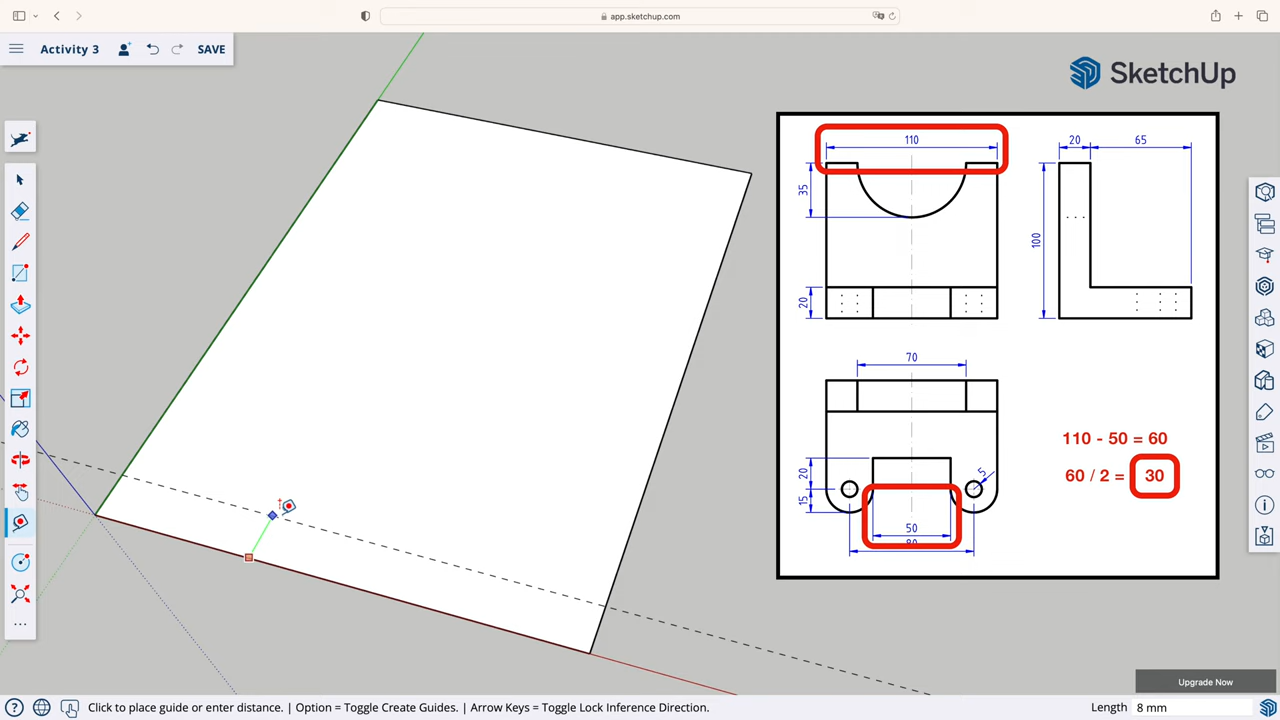 app.sketchup.com
Activity 3
SAVE
SketchUp
110
20
65
35
100
20
70
20
15
5
50
80
110 - 50 = 60
60 / 2 = 30
Upgrade Now
Click to place guide or enter distance. | Option = Toggle Create Guides. | Arrow Keys = Toggle Lock Inference Direction.
Length 8 mm